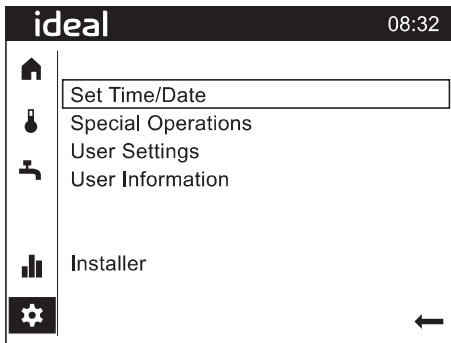 ideal 08:32
Set Time/Date
Special Operations
User Settings
User Information
Installer